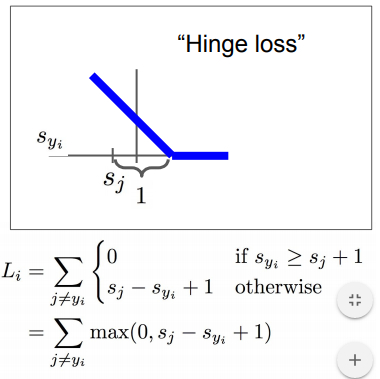 “Hinge loss”
s_{y_i}
s_j
1
L_i = \sum_{j \neq y_i} \begin{cases} 0 & \text{if } s_{y_i} \geq s_j + 1 \\ s_j - s_{y_i} + 1 & \text{otherwise} \end{cases}
= \sum_{j \neq y_i} \max(0, s_j - s_{y_i} + 1)